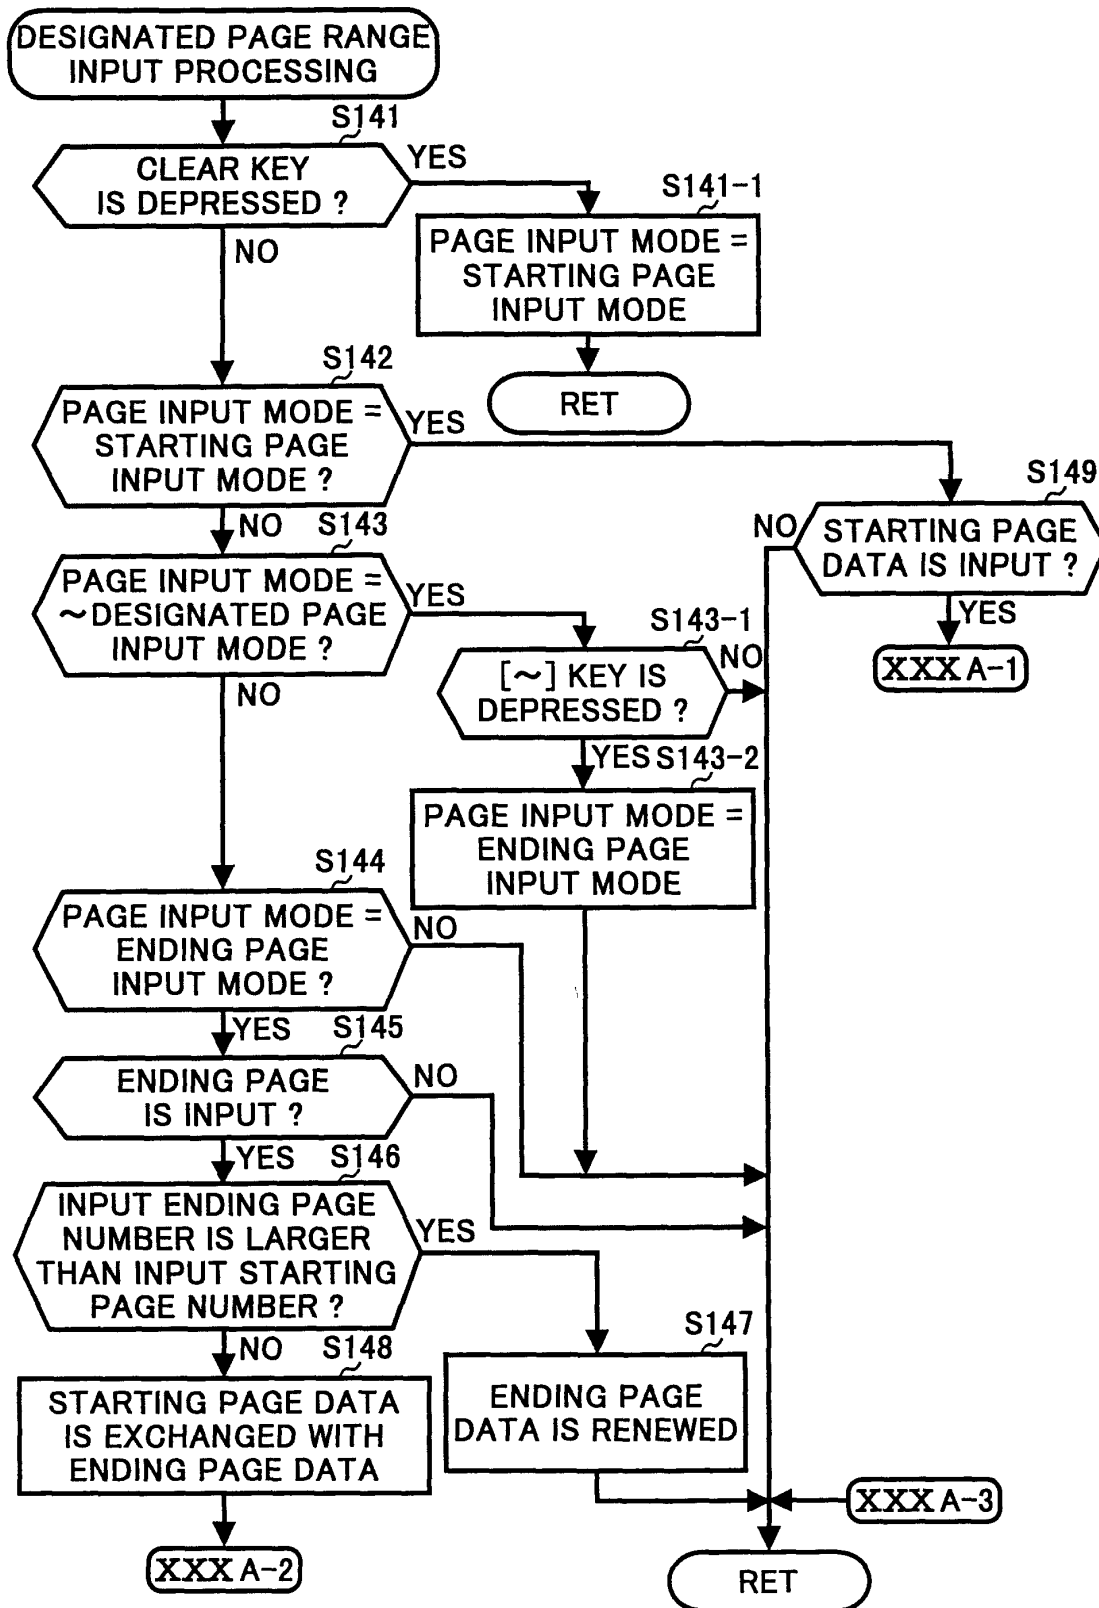 DESIGNATED PAGE RANGE
INPUT PROCESSING
S141
CLEAR KEY
IS DEPRESSED ?
YES
NO
S141-1
PAGE INPUT MODE =
STARTING PAGE
INPUT MODE
RET
S142
PAGE INPUT MODE =
STARTING PAGE
INPUT MODE ?
YES
NO
S149
STARTING PAGE
DATA IS INPUT ?
NO
YES
XXX A-1
S143
PAGE INPUT MODE =
~DESIGNATED PAGE
INPUT MODE ?
YES
NO
S143-1
[~] KEY IS
DEPRESSED ?
NO
YES
S143-2
PAGE INPUT MODE =
ENDING PAGE
INPUT MODE
S144
PAGE INPUT MODE =
ENDING PAGE
INPUT MODE ?
NO
YES
S145
ENDING PAGE
IS INPUT ?
NO
YES
S146
INPUT ENDING PAGE
NUMBER IS LARGER
THAN INPUT STARTING
PAGE NUMBER ?
YES
NO
S147
ENDING PAGE
DATA IS RENEWED
S148
STARTING PAGE DATA
IS EXCHANGED WITH
ENDING PAGE DATA
XXX A-2
XXX A-3
RET